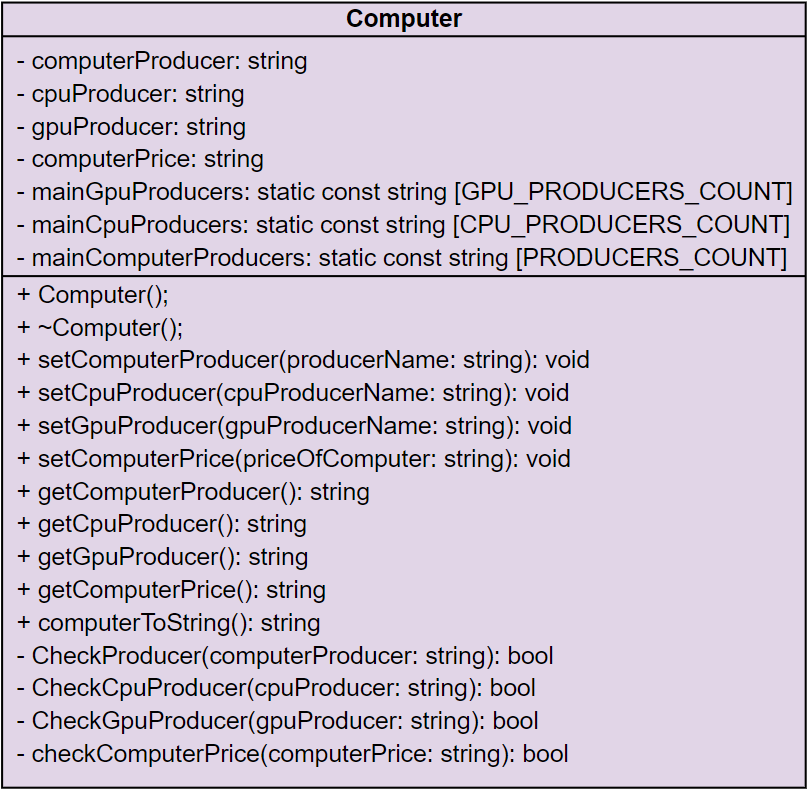 Computer
- computerProducer: string
- cpuProducer: string
- gpuProducer: string
- computerPrice: string
- mainGpuProducers: static const string [GPU_PRODUCERS_COUNT]
- mainCpuProducers: static const string [CPU_PRODUCERS_COUNT]
- mainComputerProducers: static const string [PRODUCERS_COUNT]
+ Computer();
+ ~Computer();
+ setComputerProducer(producerName: string): void
+ setCpuProducer(cpuProducerName: string): void
+ setGpuProducer(gpuProducerName: string): void
+ setComputerPrice(priceOfComputer: string): void
+ getComputerProducer(): string
+ getCpuProducer(): string
+ getGpuProducer(): string
+ getComputerPrice(): string
+ computerToString(): string
- CheckProducer(computerProducer: string): bool
- CheckCpuProducer(cpuProducer: string): bool
- CheckGpuProducer(gpuProducer: string): bool
- checkComputerPrice(computerPrice: string): bool